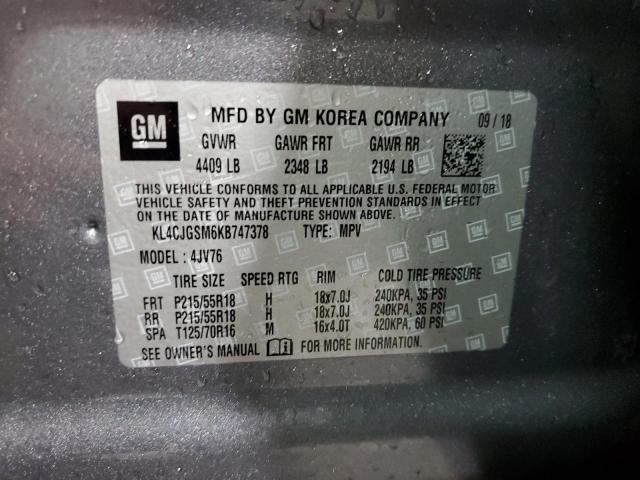 GM MFD BY GM KOREA COMPANY 09 / 18
GVWR GAWR FRT GAWR RR
4409 LB 2348 LB 2194 LB
THIS VEHICLE CONFORMS TO ALL APPLICABLE U.S. FEDERAL MOTOR
VEHICLE SAFETY AND THEFT PREVENTION STANDARDS IN EFFECT
ON THE DATE OF MANUFACTURE SHOWN ABOVE.
KL4CJGSM6KB747378 TYPE: MPV
MODEL : 4JV76
TIRE SIZE SPEED RTG RIM COLD TIRE PRESSURE
FRT P215/55R18 H 18x7.0J 240KPA, 35 PSI
RR P215/55R18 H 18x7.0J 240KPA, 35 PSI
SPA T125/70R16 M 16x4.0T 420KPA, 60 PSI
SEE OWNER'S MANUAL FOR MORE INFORMATION.